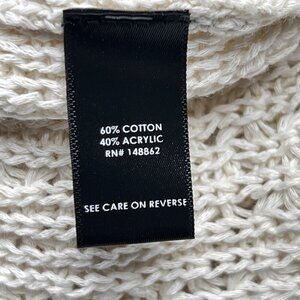 60% COTTON
40% ACRYLIC
RN# 148862
SEE CARE ON REVERSE